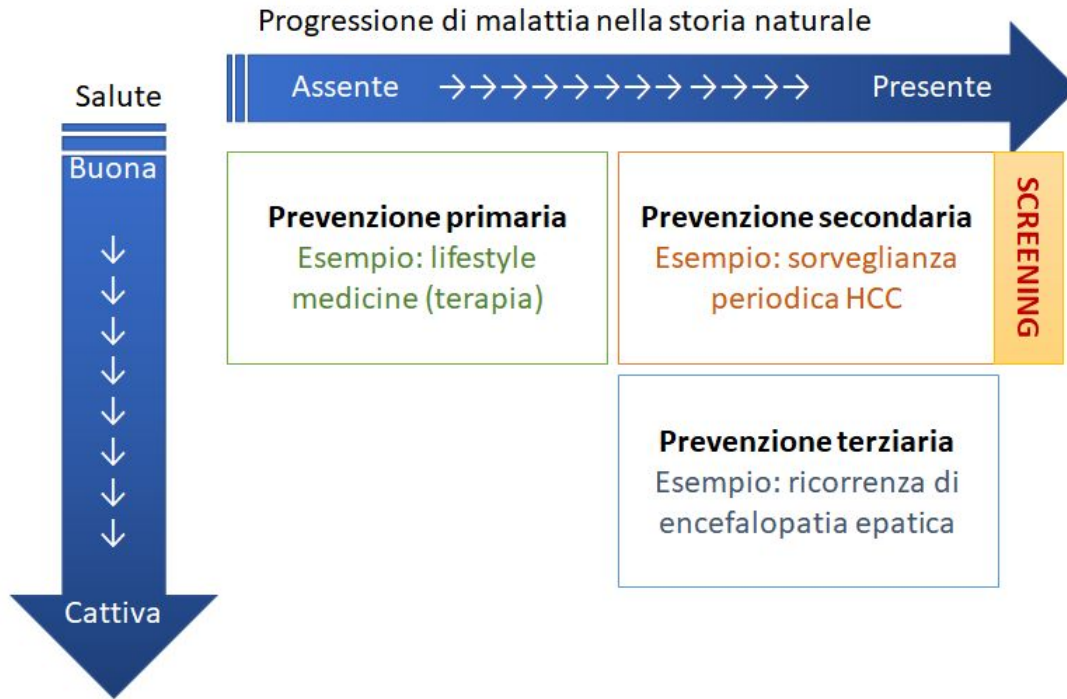 Progressione di malattia nella storia naturale
Assente →→→→→→→→→→→→ Presente
Salute
Buona
↓
↓
↓
↓
↓
↓
↓
↓
Cattiva
Prevenzione primaria
Esempio: lifestyle
medicine (terapia)
Prevenzione secondaria
Esempio: sorveglianza
periodica HCC
SCREENING
Prevenzione terziaria
Esempio: ricorrenza di
encefalopatia epatica